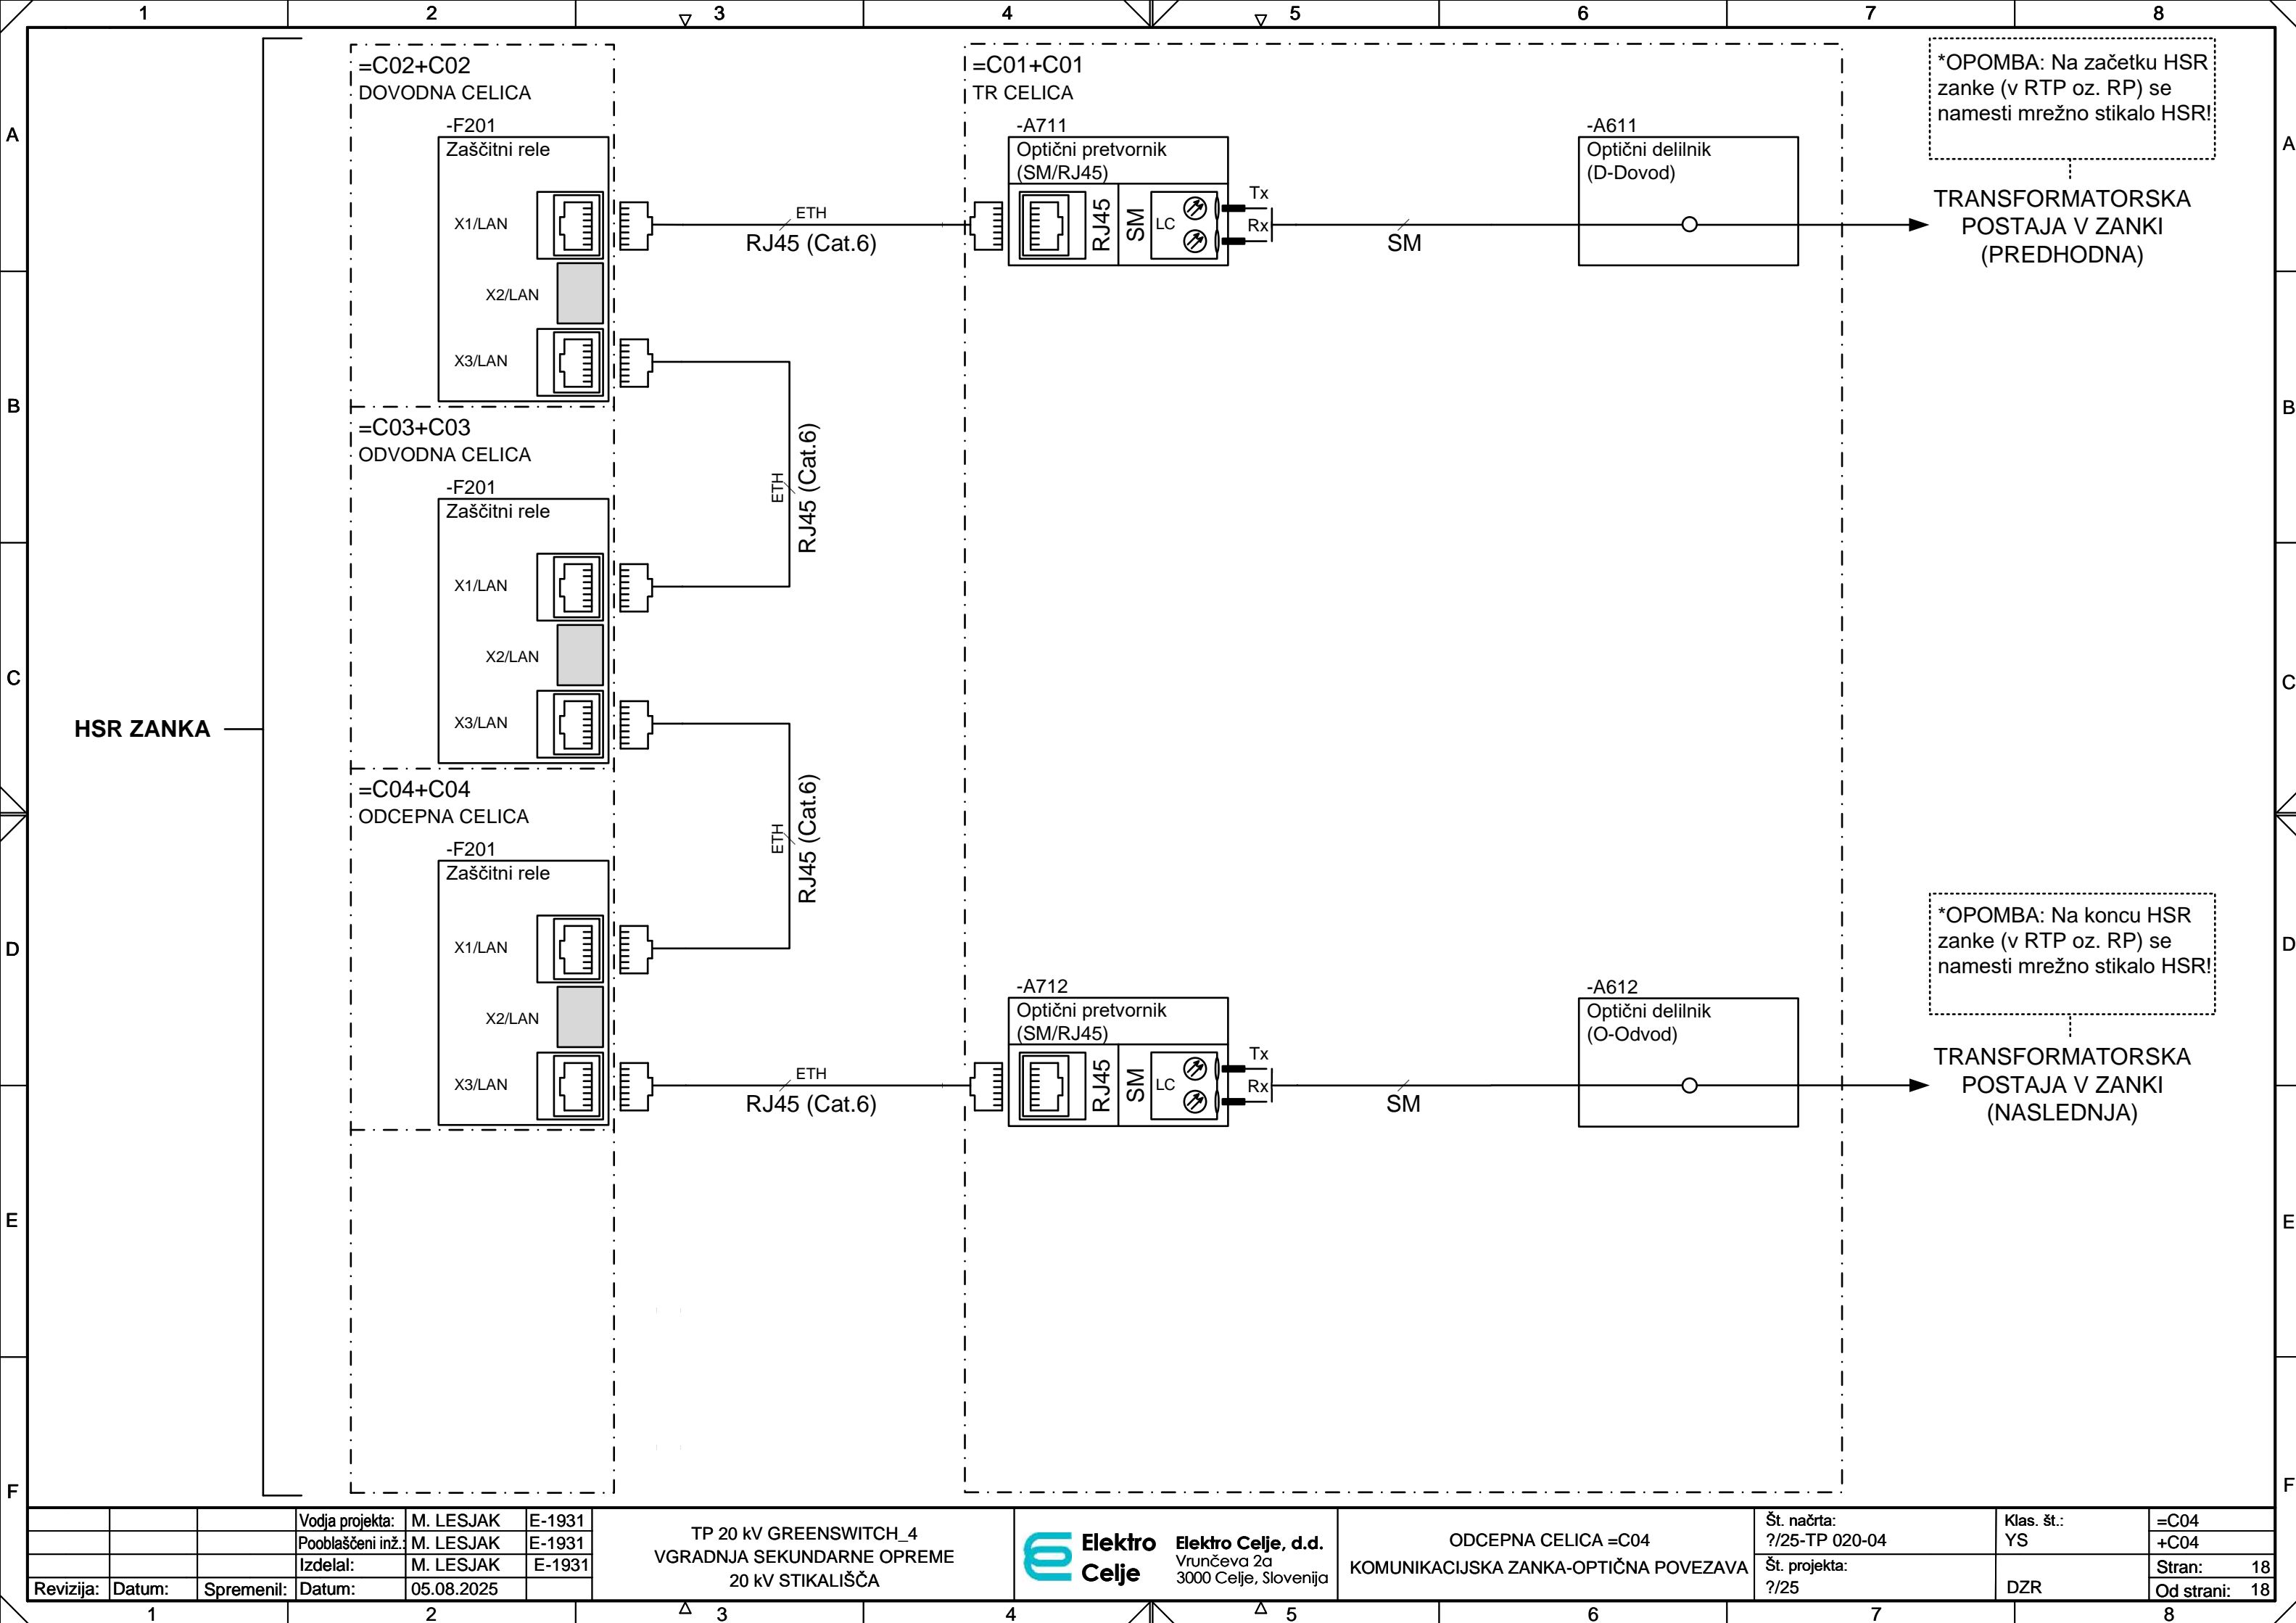 1 2 3 4 5 6 7 8
A
B
C
D
E
F
A
B
C
D
E
F
HSR ZANKA
=C02+C02
DOVODNA CELICA
-F201
Zaščitni rele
X1/LAN
X2/LAN
X3/LAN
=C03+C03
ODVODNA CELICA
-F201
Zaščitni rele
X1/LAN
X2/LAN
X3/LAN
=C04+C04
ODCEPNA CELICA
-F201
Zaščitni rele
X1/LAN
X2/LAN
X3/LAN
ETH
RJ45 (Cat.6)
ETH
RJ45 (Cat.6)
ETH
RJ45 (Cat.6)
ETH
RJ45 (Cat.6)
=C01+C01
TR CELICA
-A711
Optični pretvornik
(SM/RJ45)
RJ45
SM
LC
Tx
Rx
SM
-A611
Optični delilnik
(D-Dovod)
-A712
Optični pretvornik
(SM/RJ45)
RJ45
SM
LC
Tx
Rx
SM
-A612
Optični delilnik
(O-Odvod)
*OPOMBA: Na začetku HSR
zanke (v RTP oz. RP) se
namesti mrežno stikalo HSR!
TRANSFORMATORSKA
POSTAJA V ZANKI
(PREDHODNA)
*OPOMBA: Na koncu HSR
zanke (v RTP oz. RP) se
namesti mrežno stikalo HSR!
TRANSFORMATORSKA
POSTAJA V ZANKI
(NASLEDNJA)
Vodja projekta: M. LESJAK E-1931
Pooblaščeni inž.: M. LESJAK E-1931
Izdelal: M. LESJAK E-1931
Revizija: Datum: Spremenil: Datum: 05.08.2025
TP 20 kV GREENSWITCH_4
VGRADNJA SEKUNDARNE OPREME
20 kV STIKALIŠČA
Elektro
Celje
Elektro Celje, d.d.
Vrunčeva 2a
3000 Celje, Slovenija
ODCEPNA CELICA =C04
KOMUNIKACIJSKA ZANKA-OPTIČNA POVEZAVA
Št. načrta:
?/25-TP 020-04
Št. projekta:
?/25
Klas. št.:
YS
DZR
=C04
+C04
Stran: 18
Od strani: 18
1 2 3 4 5 6 7 8